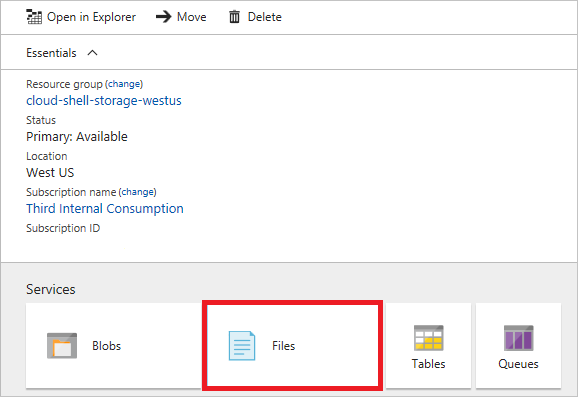 Open in Explorer Move Delete
Essentials
Resource group (change)
cloud-shell-storage-westus
Status
Primary: Available
Location
West US
Subscription name (change)
Third Internal Consumption
Subscription ID
Services
Blobs Files Tables Queues